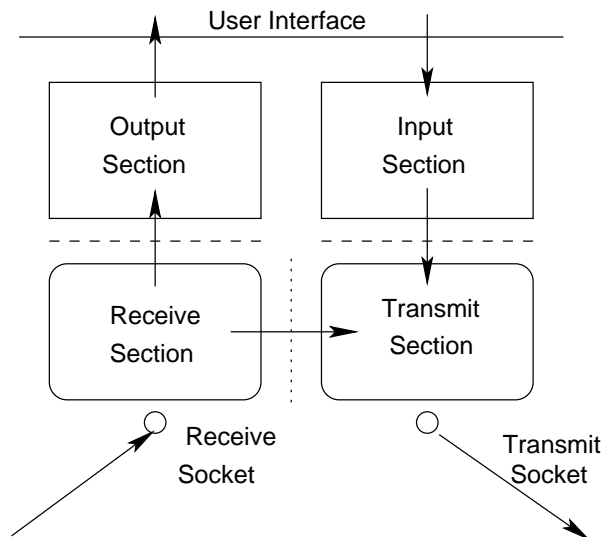 User Interface
Output
Section
Input
Section
Receive
Section
Transmit
Section
Receive
Socket
Transmit
Socket